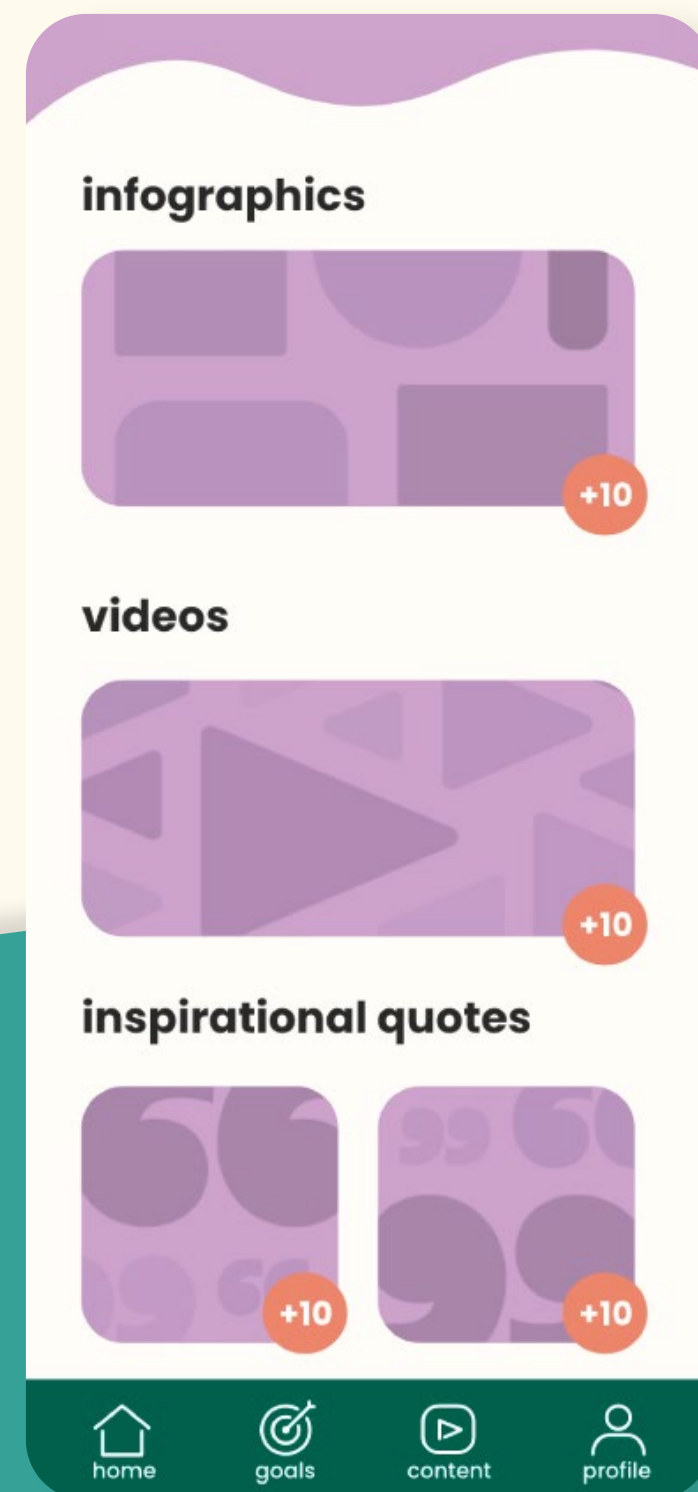 infographics
+10
videos
+10
inspirational quotes
+10 +10
home goals content profile